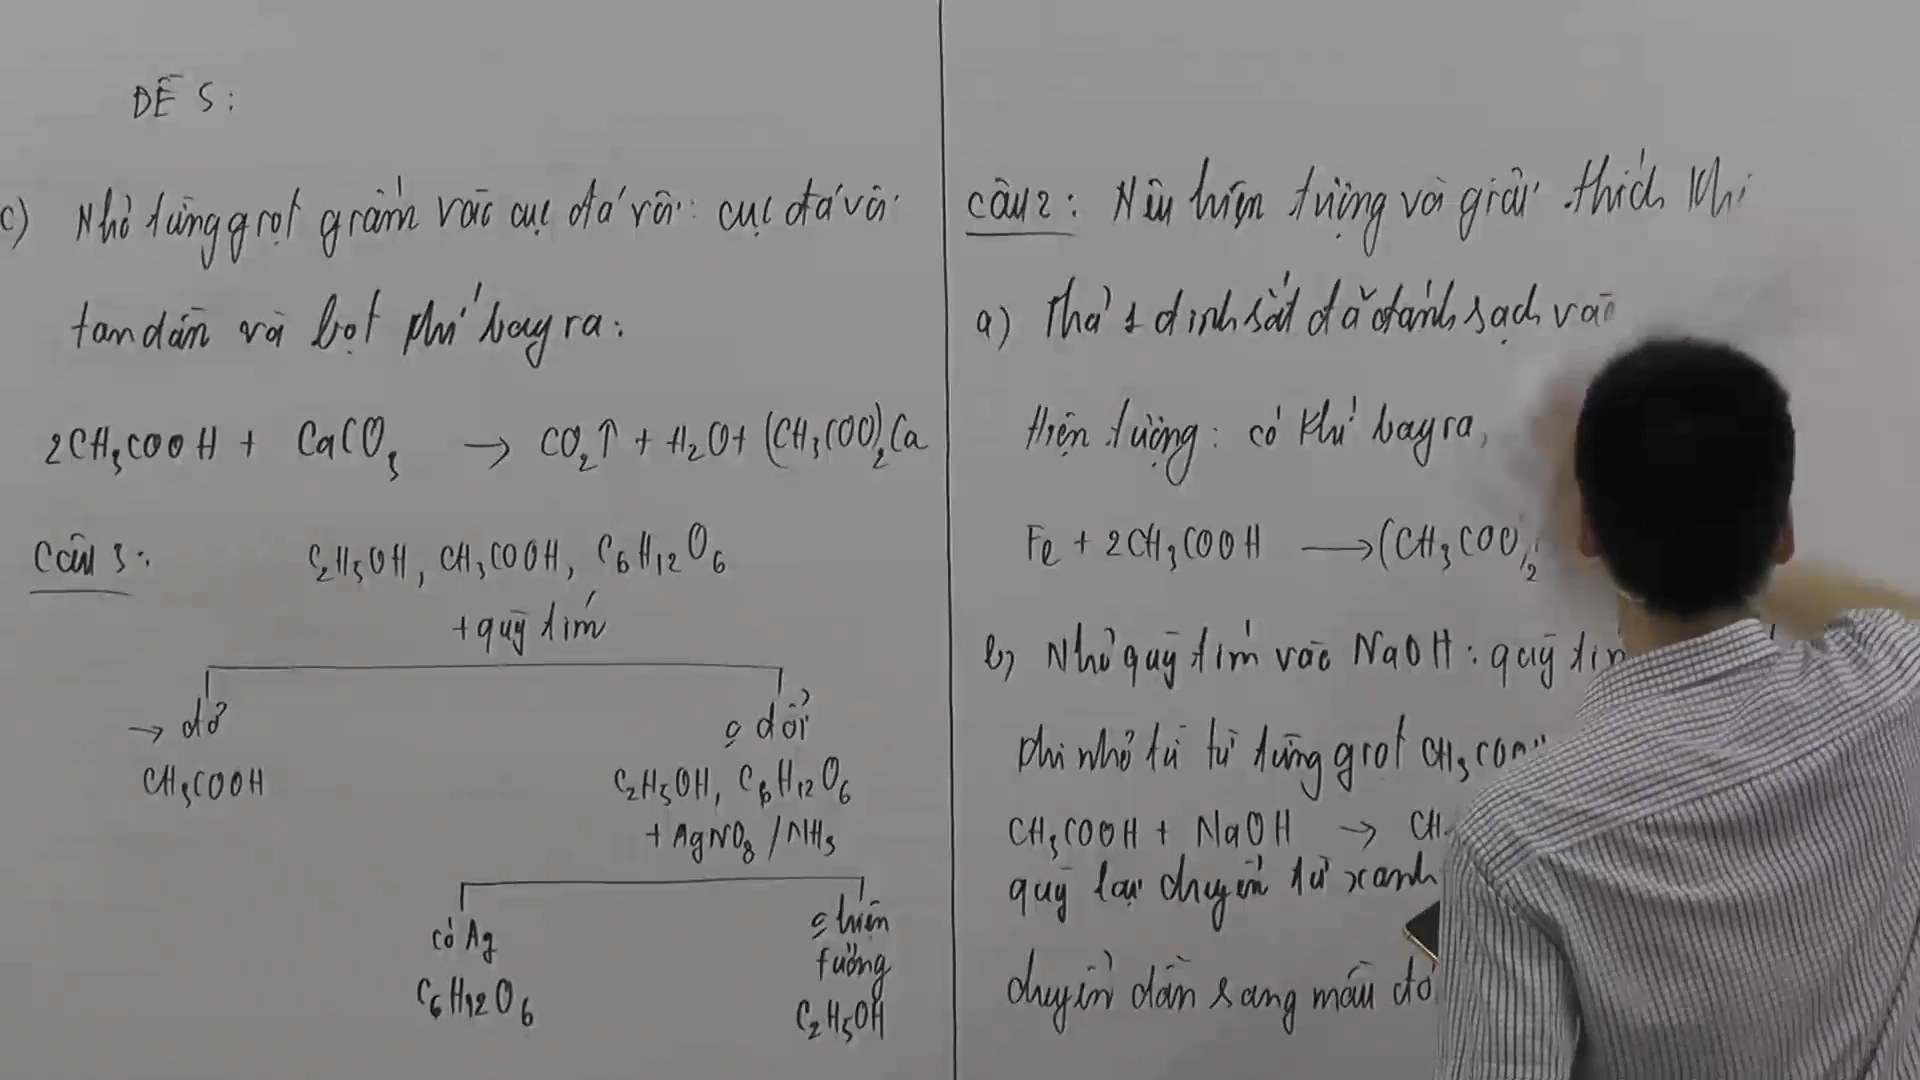 ĐỀ 5:
c) Nhỏ từng giọt giấm vào cục đá vôi: cục đá vôi
tan dần và bọt khí bay ra:
2CH₃COOH + CaCO₃ → CO₂↑ + H₂O + (CH₃COO)₂Ca
Câu 3:
C₂H₅OH, CH₃COOH, C₆H₁₂O₆
+ quỳ tím
→ đỏ
CH₃COOH
đổi
C₂H₅OH, C₆H₁₂O₆
+ AgNO₃ / NH₃
có Ag
C₆H₁₂O₆
hiện
tượng
C₂H₅OH
Câu 2: Nêu hiện tượng và giải thích khi
a) Thả 1 đinh sắt đã đánh sạch vào
Hiện tượng: có khí bay ra,
Fe + 2CH₃COOH → (CH₃COO)₂
b) Nhỏ quỳ tím vào NaOH: quỳ tím
khi nhỏ từ từ từng giọt CH₃COO
CH₃COOH + NaOH → CH
quỳ lại chuyển từ xanh
chuyển dần sang màu đỏ